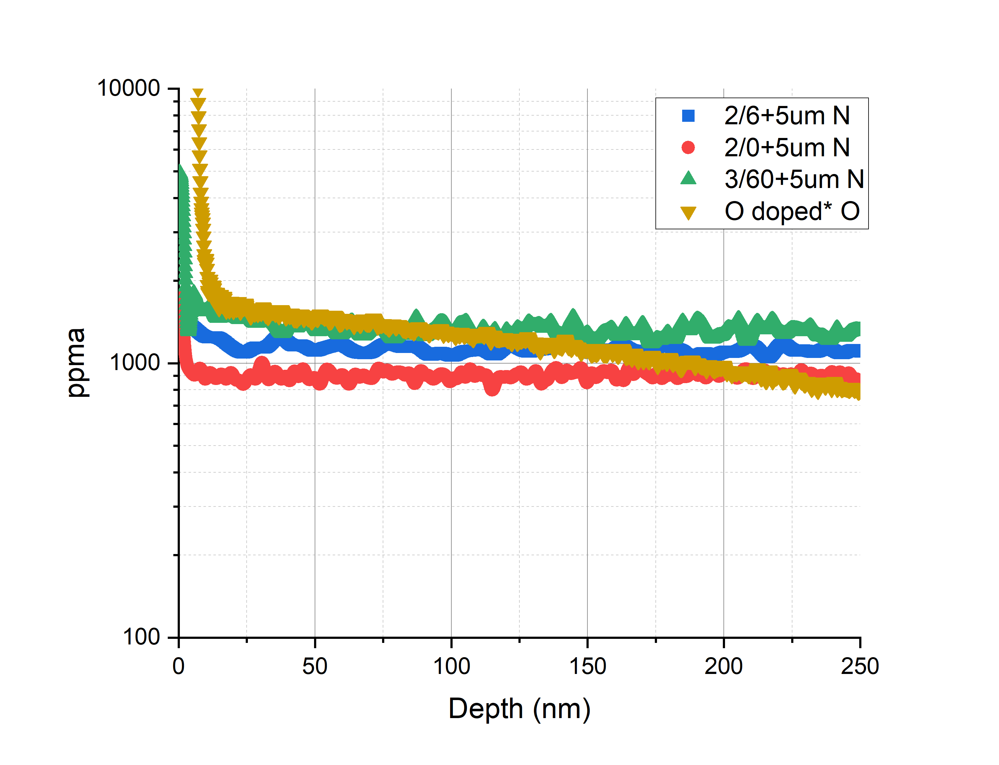 10000
1000
100
ppma
2/6+5um N
2/0+5um N
3/60+5um N
O doped* O
0 50 100 150 200 250
Depth (nm)